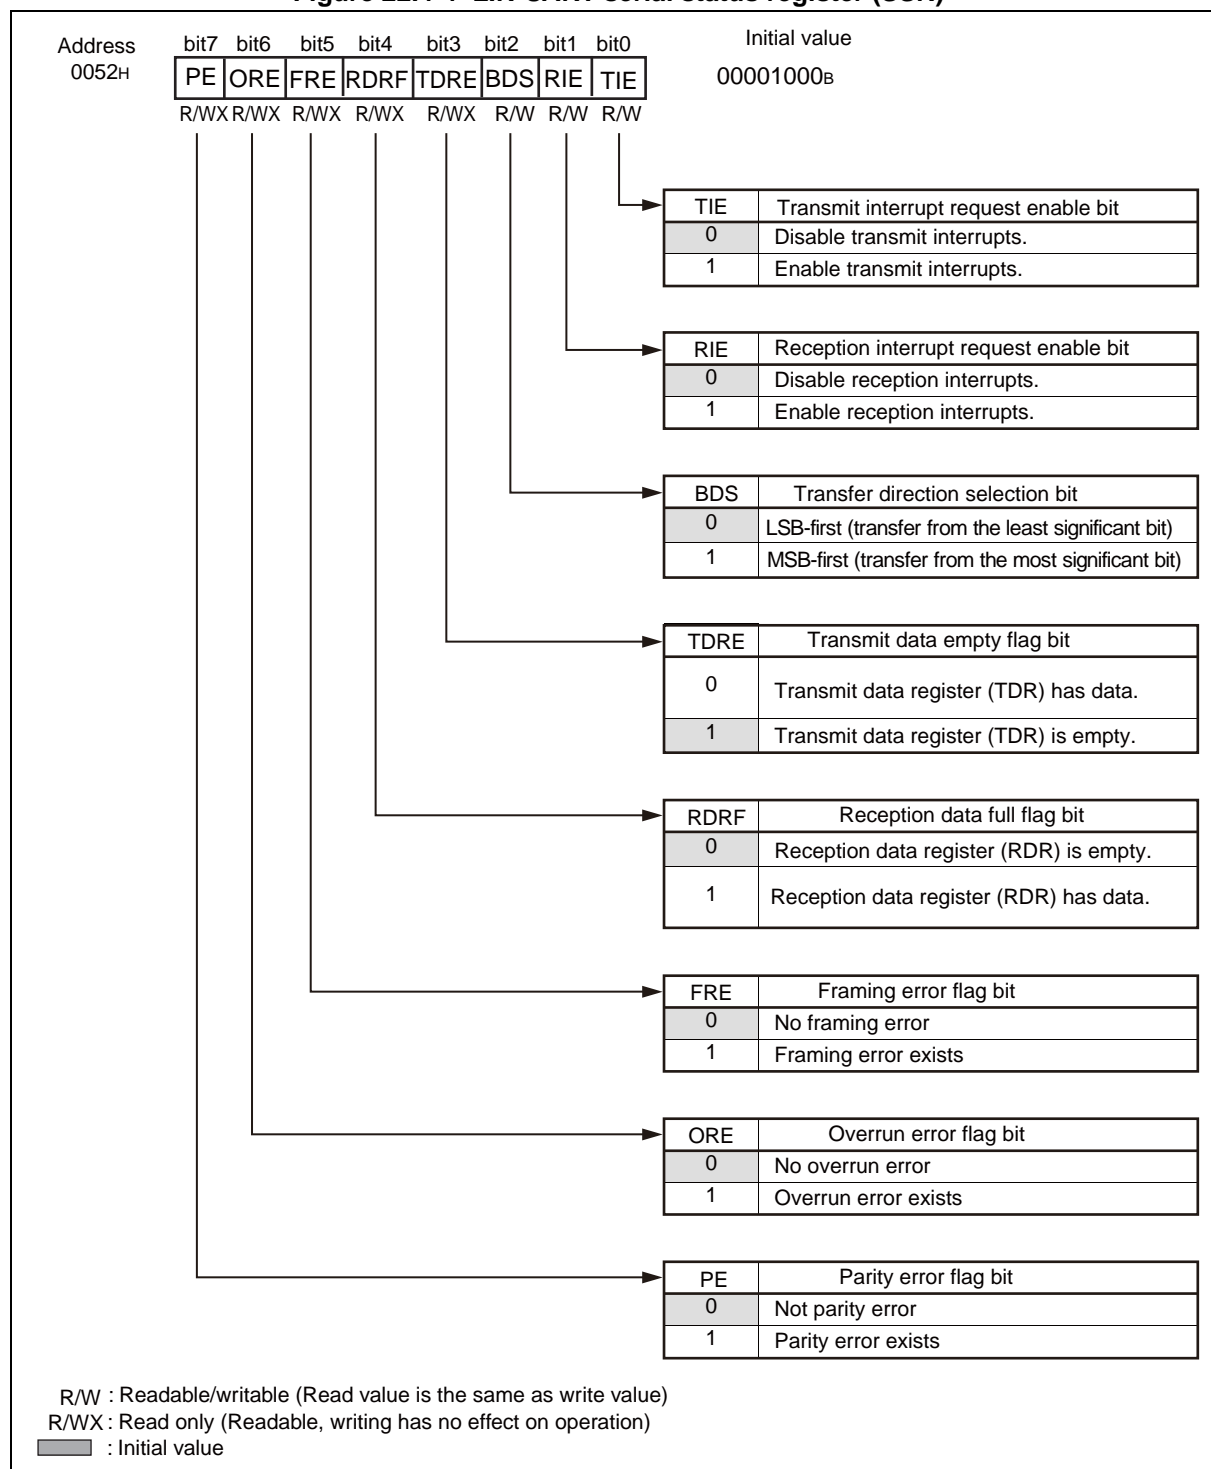 Address bit7 bit6 bit5 bit4 bit3 bit2 bit1 bit0 Initial value
0052H PE ORE FRE RDRF TDRE BDS RIE TIE 00001000B
R/WX R/WX R/WX R/WX R/WX R/W R/W R/W
TIE Transmit interrupt request enable bit
0 Disable transmit interrupts.
1 Enable transmit interrupts.
RIE Reception interrupt request enable bit
0 Disable reception interrupts.
1 Enable reception interrupts.
BDS Transfer direction selection bit
0 LSB-first (transfer from the least significant bit)
1 MSB-first (transfer from the most significant bit)
TDRE Transmit data empty flag bit
0 Transmit data register (TDR) has data.
1 Transmit data register (TDR) is empty.
RDRF Reception data full flag bit
0 Reception data register (RDR) is empty.
1 Reception data register (RDR) has data.
FRE Framing error flag bit
0 No framing error
1 Framing error exists
ORE Overrun error flag bit
0 No overrun error
1 Overrun error exists
PE Parity error flag bit
0 Not parity error
1 Parity error exists
R/W : Readable/writable (Read value is the same as write value)
R/WX : Read only (Readable, writing has no effect on operation)
: Initial value